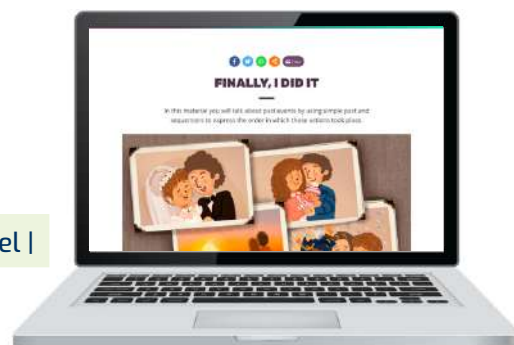 FINALLY, I DID IT
In this material you will talk about past events by using simple past and
sequencers to express the order in which these actions took place.
el |